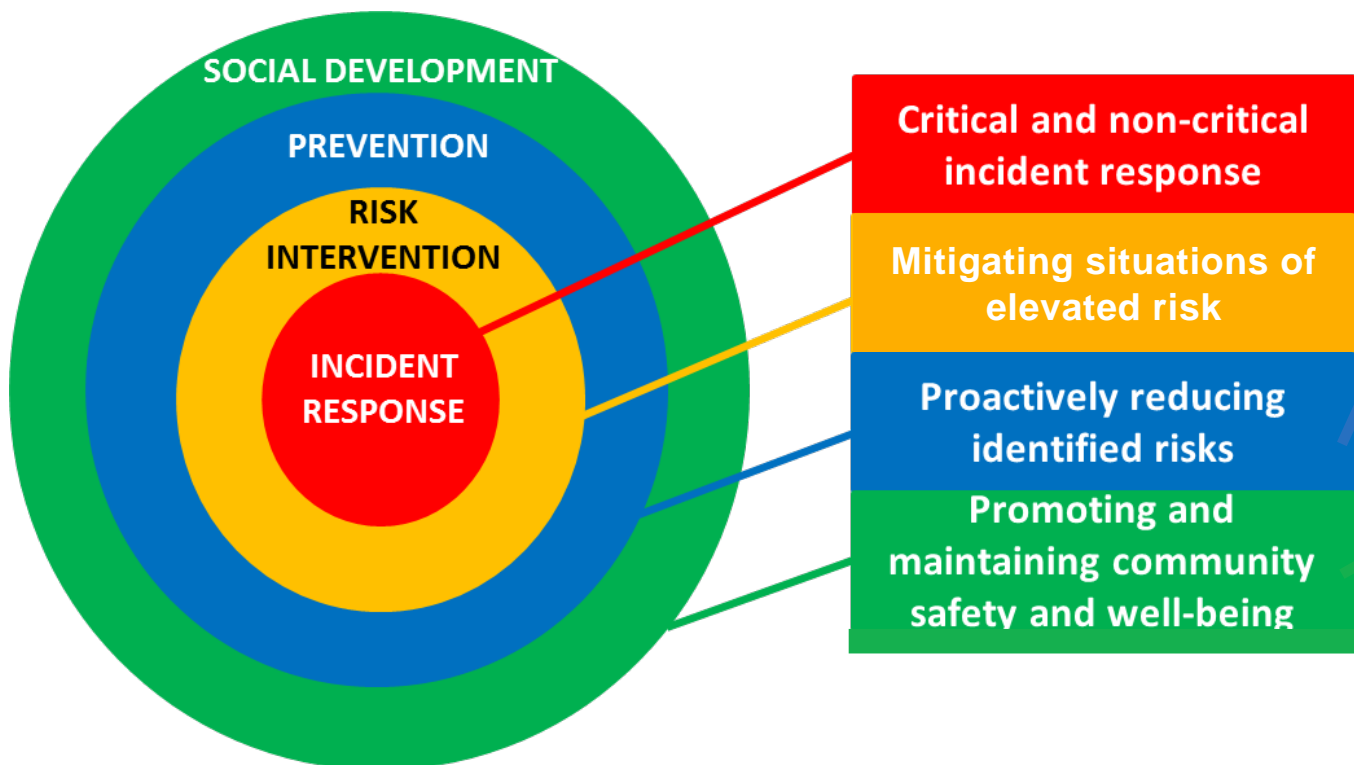 SOCIAL DEVELOPMENT
PREVENTION
RISK
INTERVENTION
INCIDENT
RESPONSE
Critical and non-critical
incident response
Mitigating situations of
elevated risk
Proactively reducing
identified risks
Promoting and
maintaining community
safety and well-being